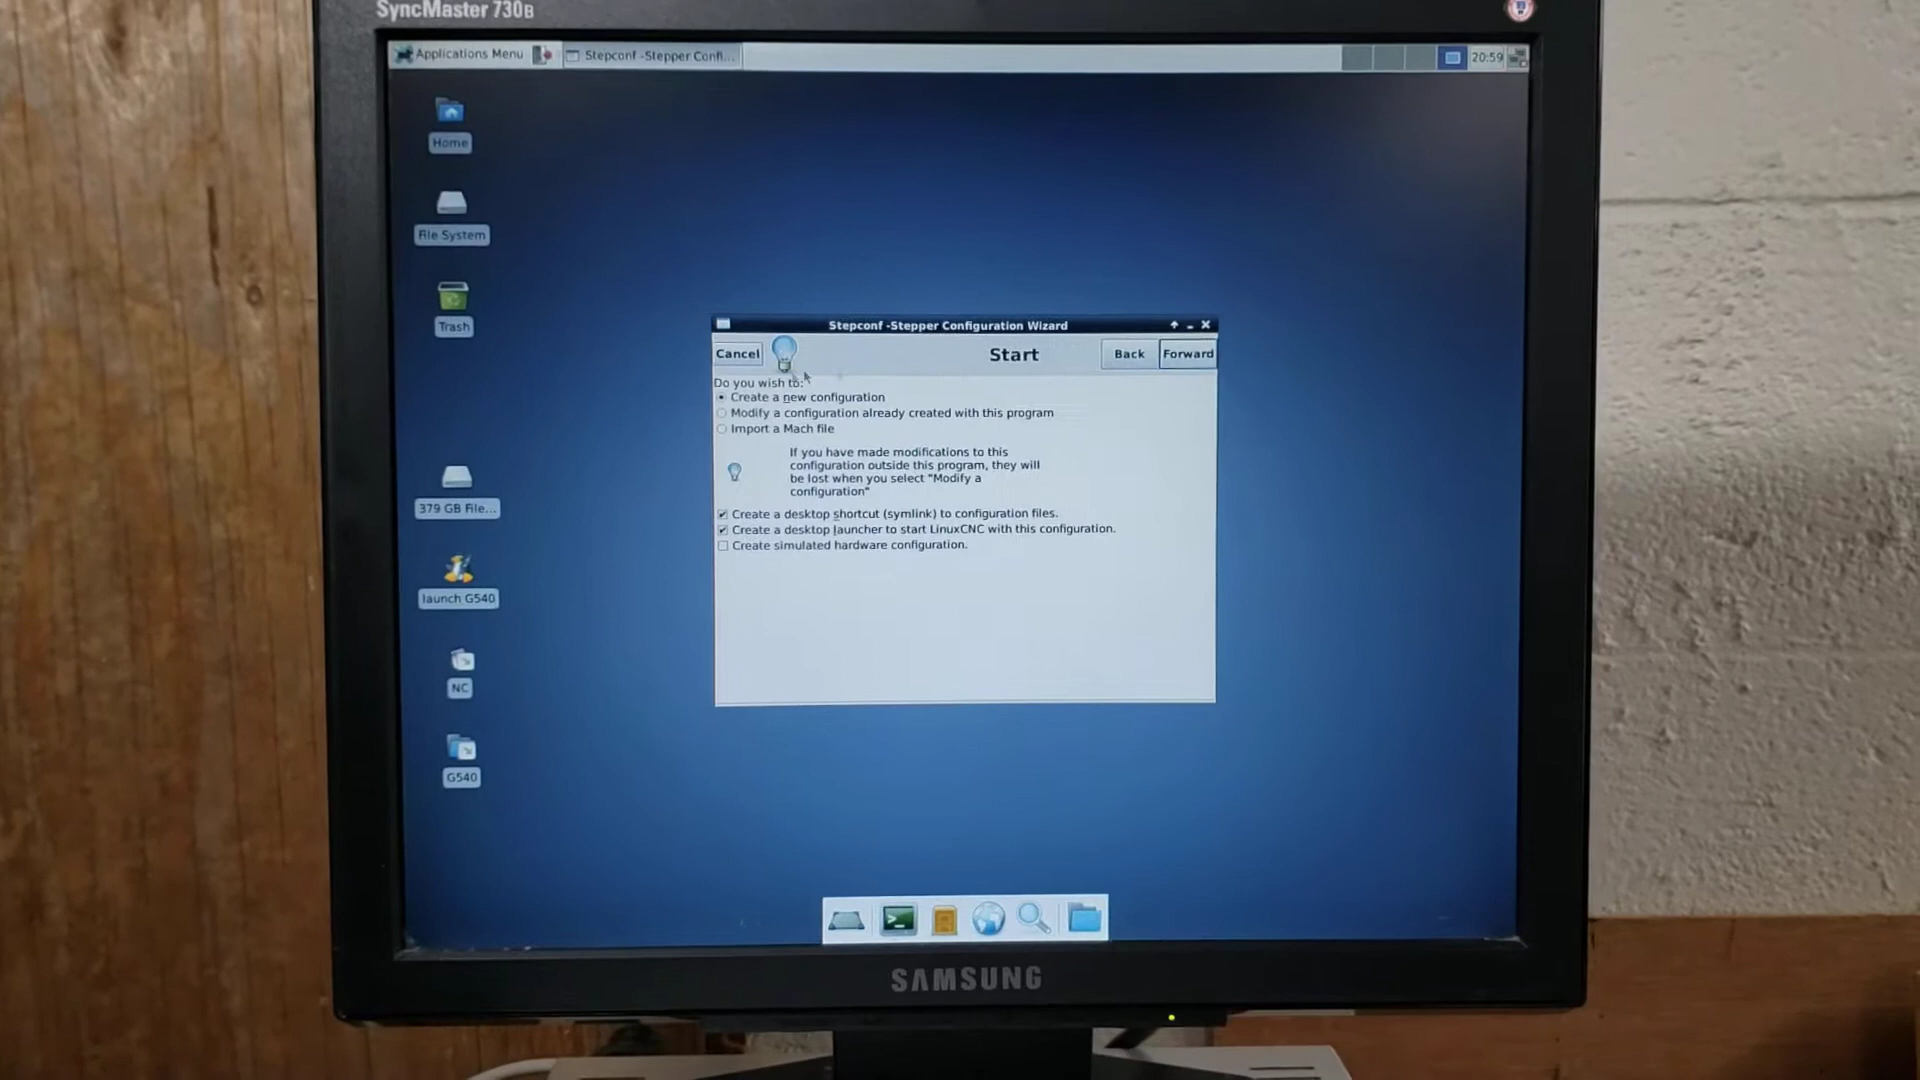 SyncMaster 730B
Applications Menu
Stepconf -Stepper Confi...
20:59
Home
File System
Trash
379 GB File...
launch G540
NC
G540
Stepconf -Stepper Configuration Wizard
Cancel
Start
Back
Forward
Do you wish to:
Create a new configuration
Modify a configuration already created with this program
Import a Mach file
If you have made modifications to this
configuration outside this program, they will
be lost when you select "Modify a
configuration"
Create a desktop shortcut (symlink) to configuration files.
Create a desktop launcher to start LinuxCNC with this configuration.
Create simulated hardware configuration.
SAMSUNG